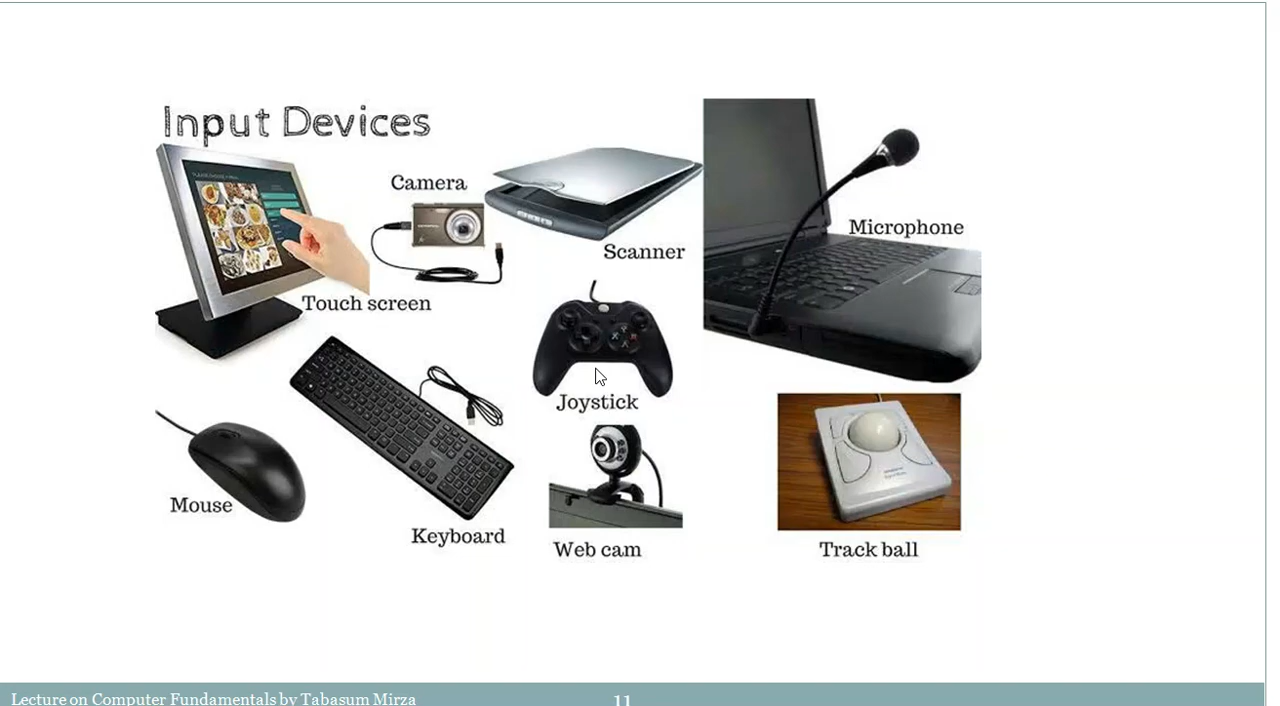 Input Devices
Camera
Scanner
Microphone
Touch screen
Joystick
Mouse
Keyboard
Web cam
Track ball
Lecture on Computer Fundamentals by Tabasum Mirza
11